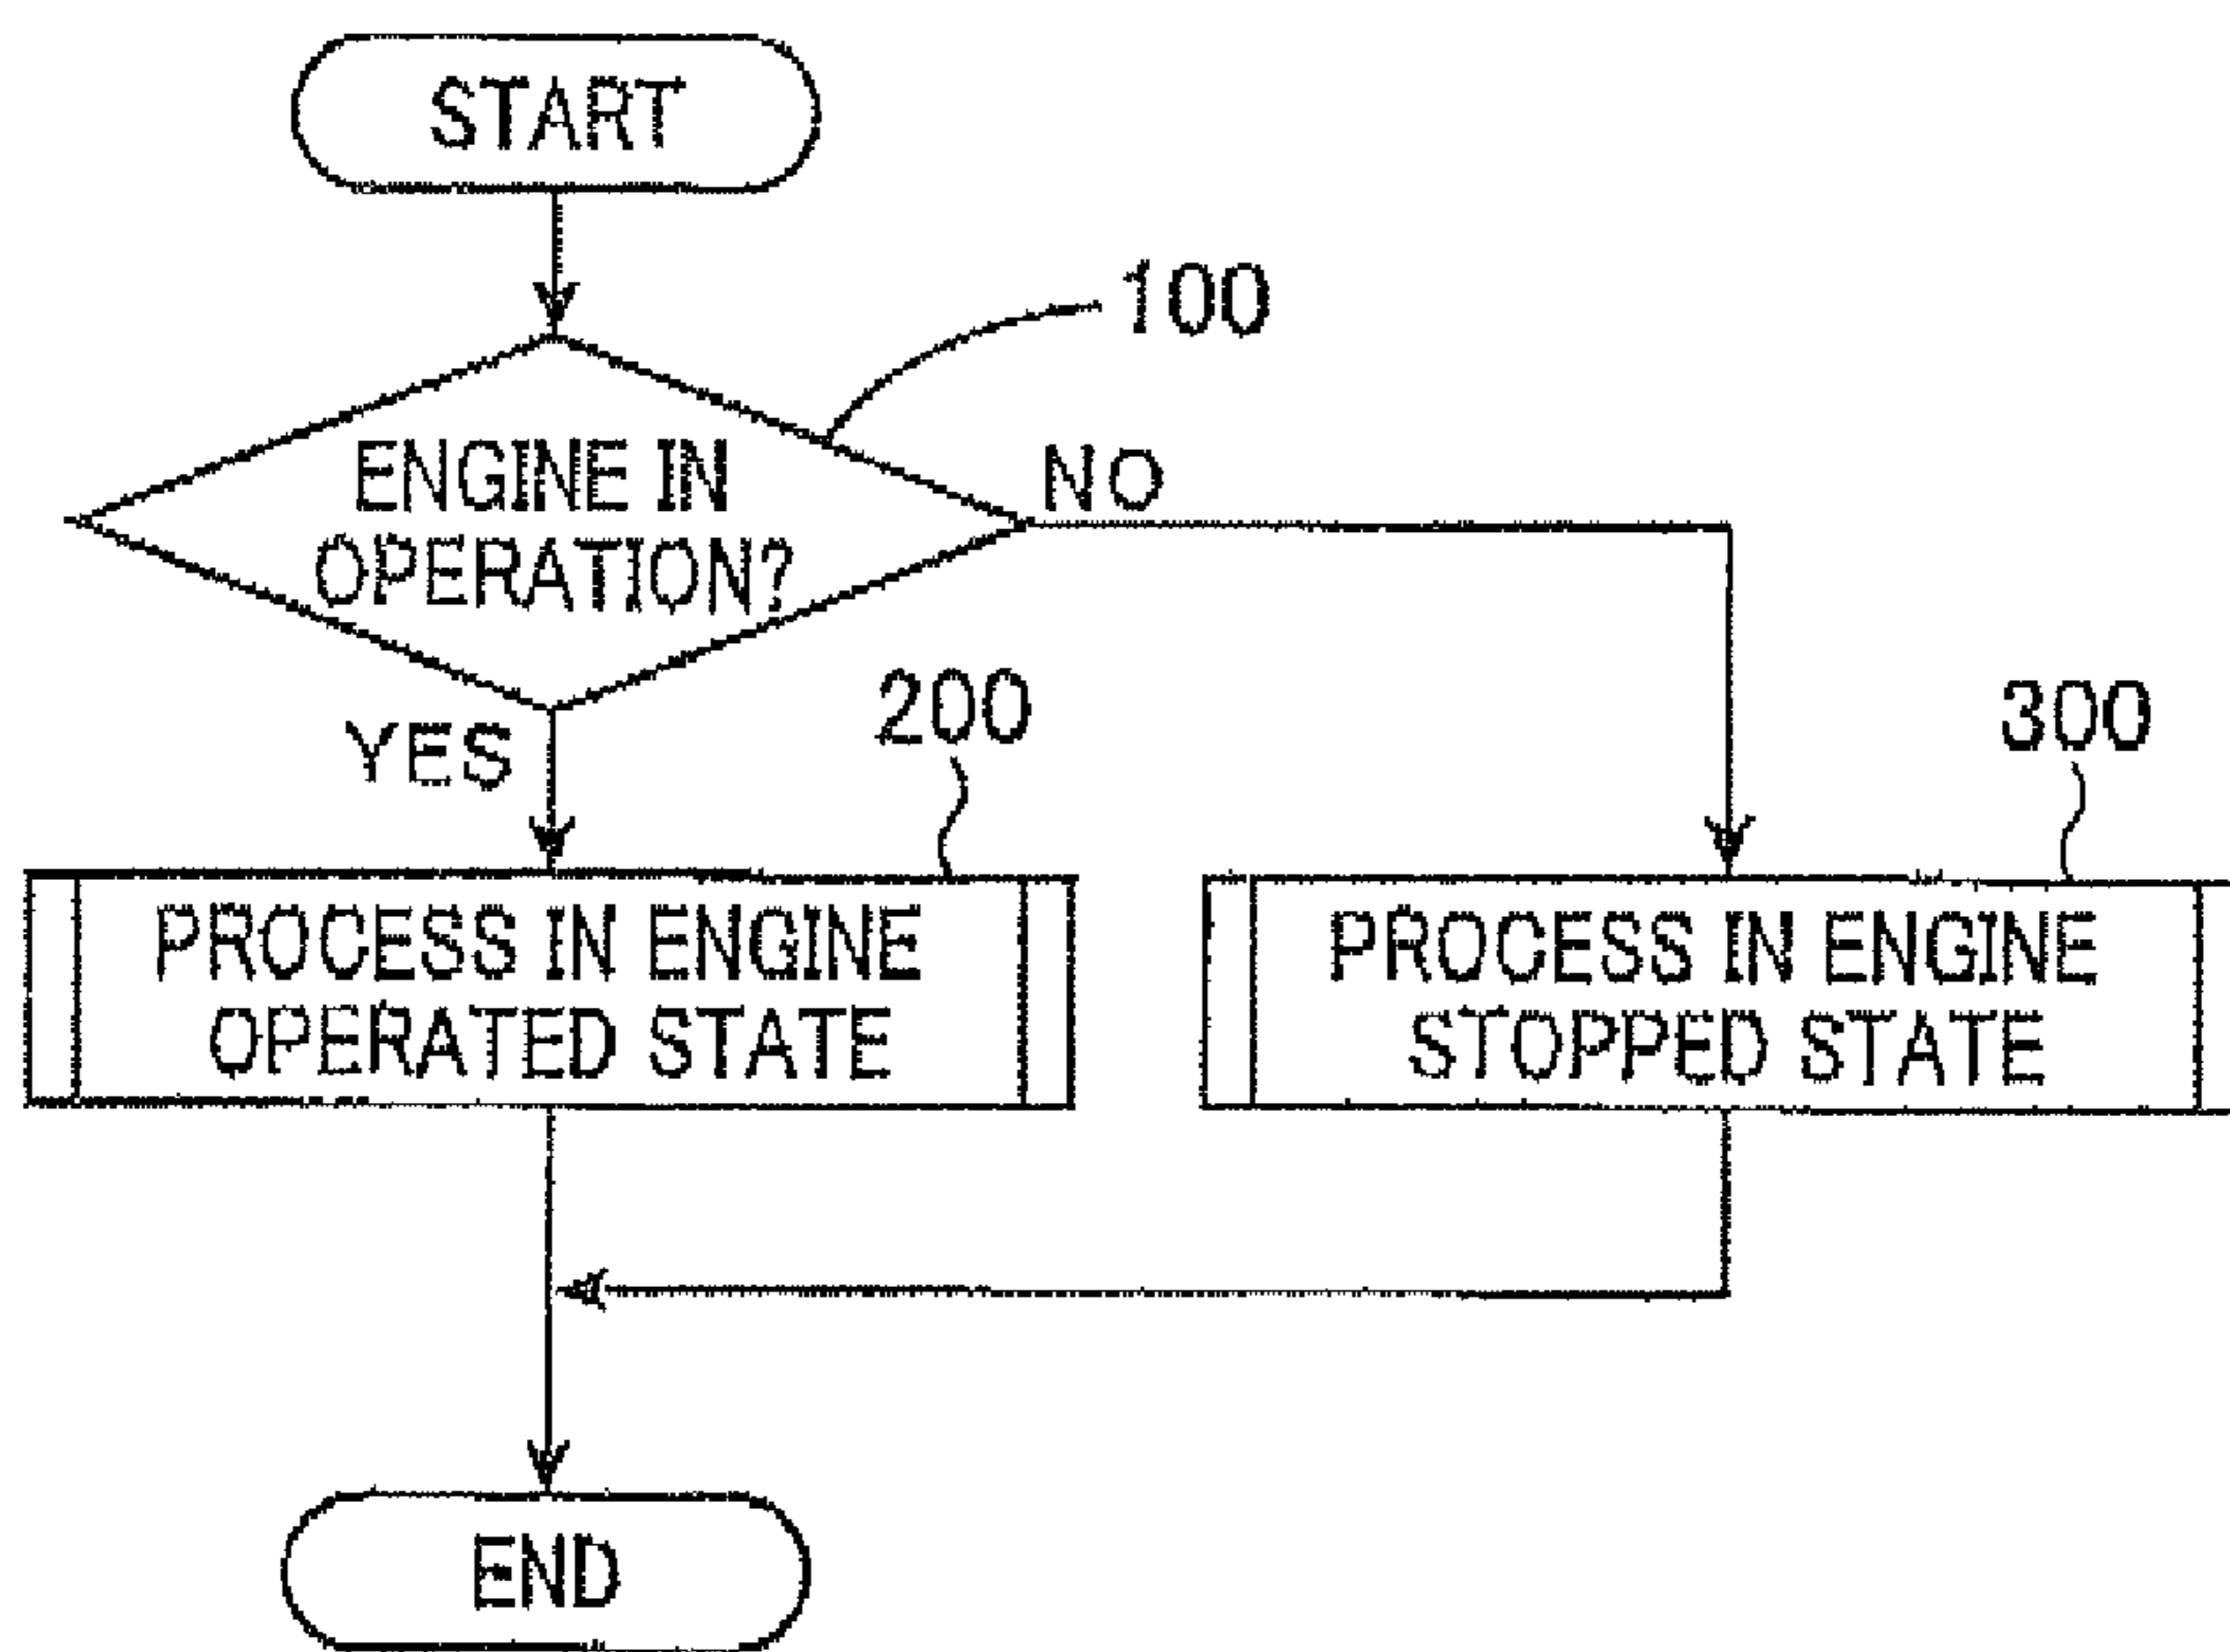 START
100
ENGINE IN
OPERATION?
NO
YES
200
300
PROCESS IN ENGINE
OPERATED STATE
PROCESS IN ENGINE
STOPPED STATE
END